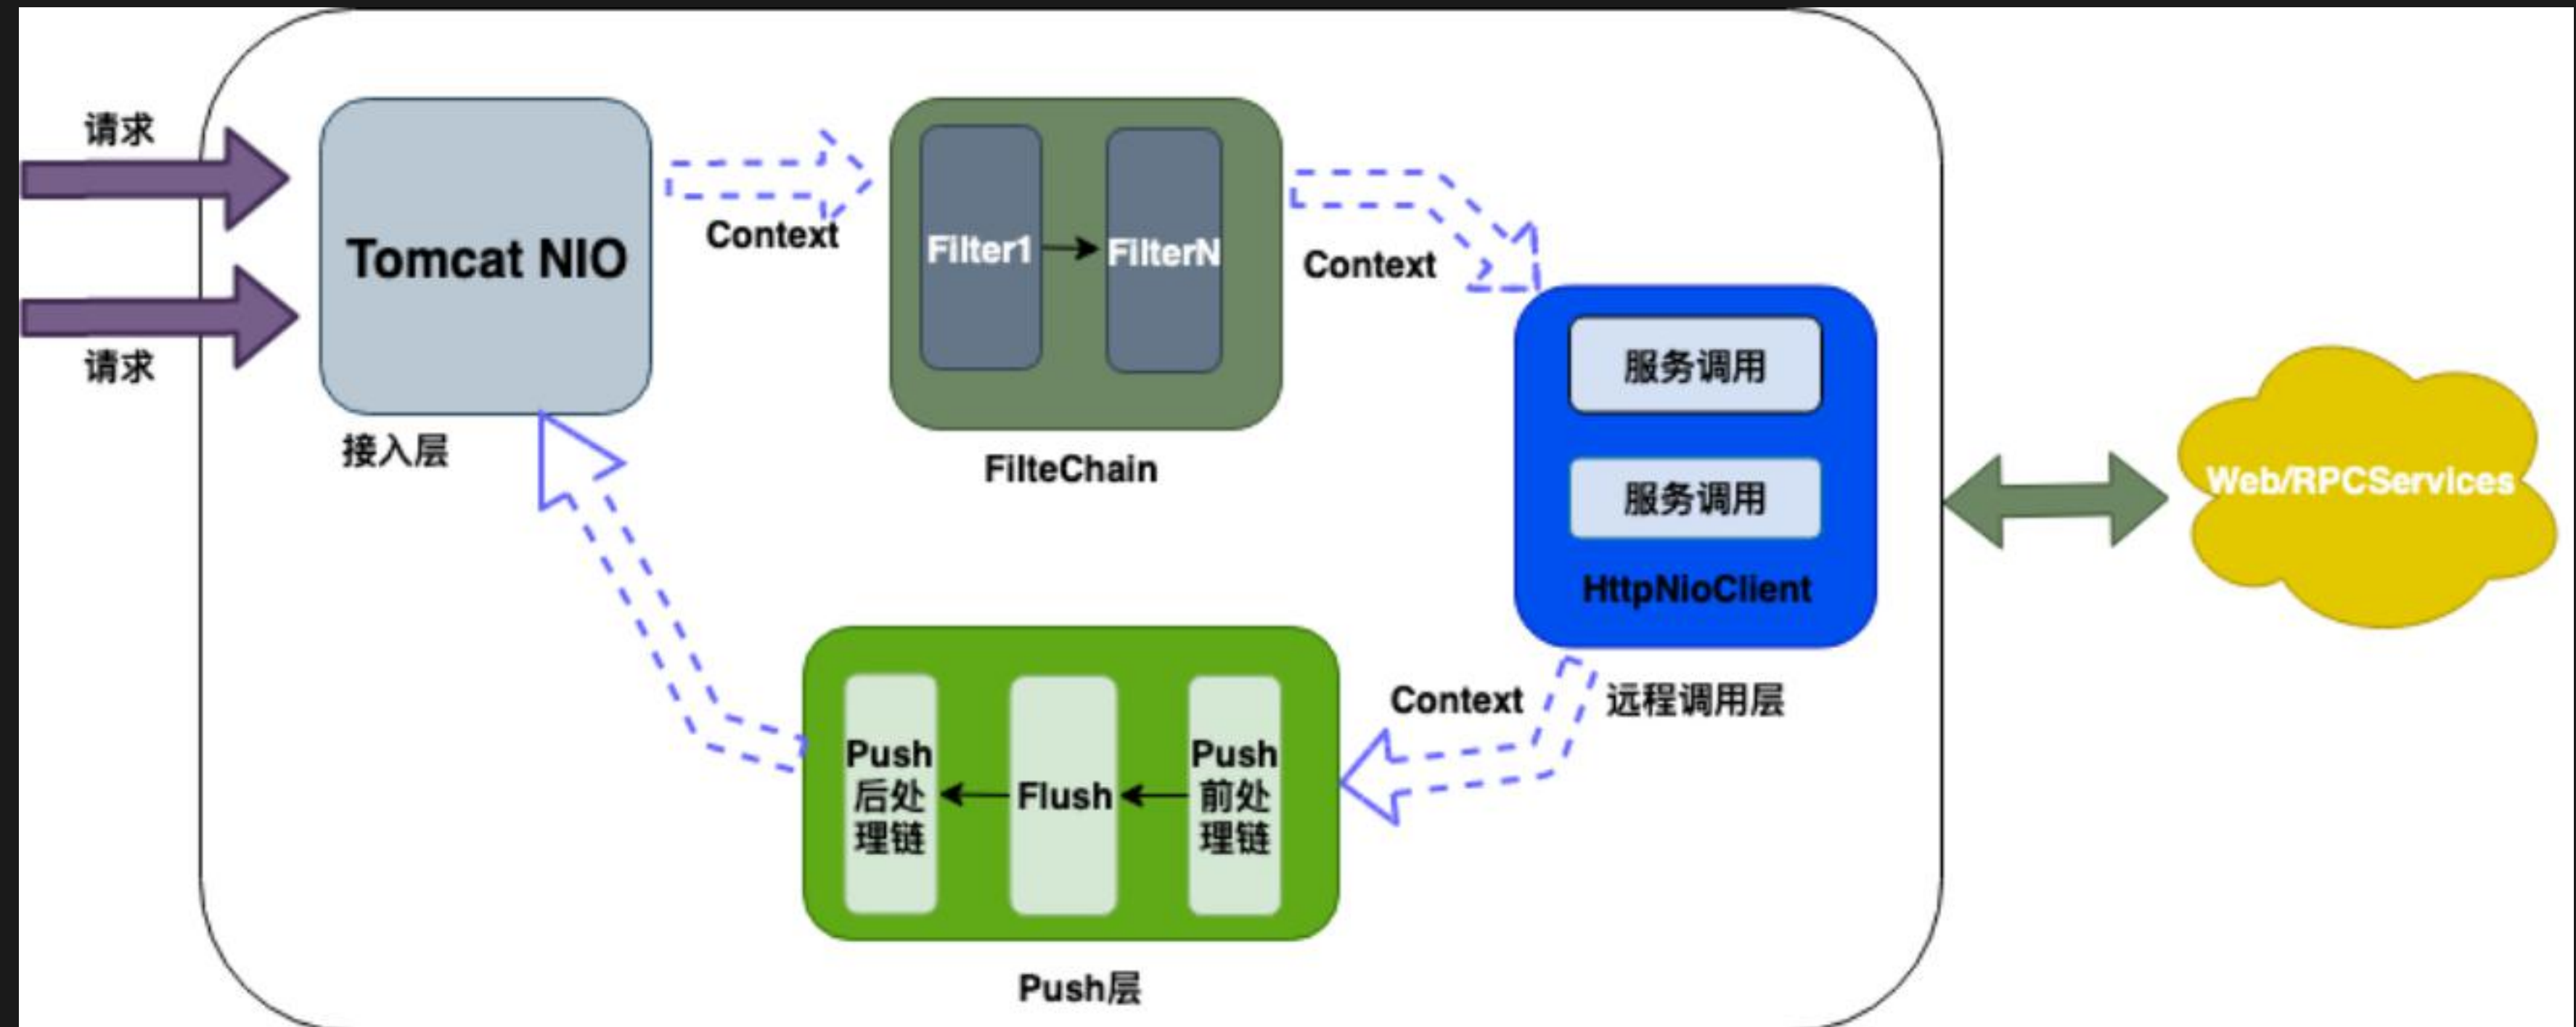 请求
请求
Tomcat NIO
接入层
Context
Filter1
FilterN
FilteChain
Context
服务调用
服务调用
HttpNioClient
远程调用层
Web/RPCServices
Context
Push
前处
理链
Flush
Push
后处
理链
Push层